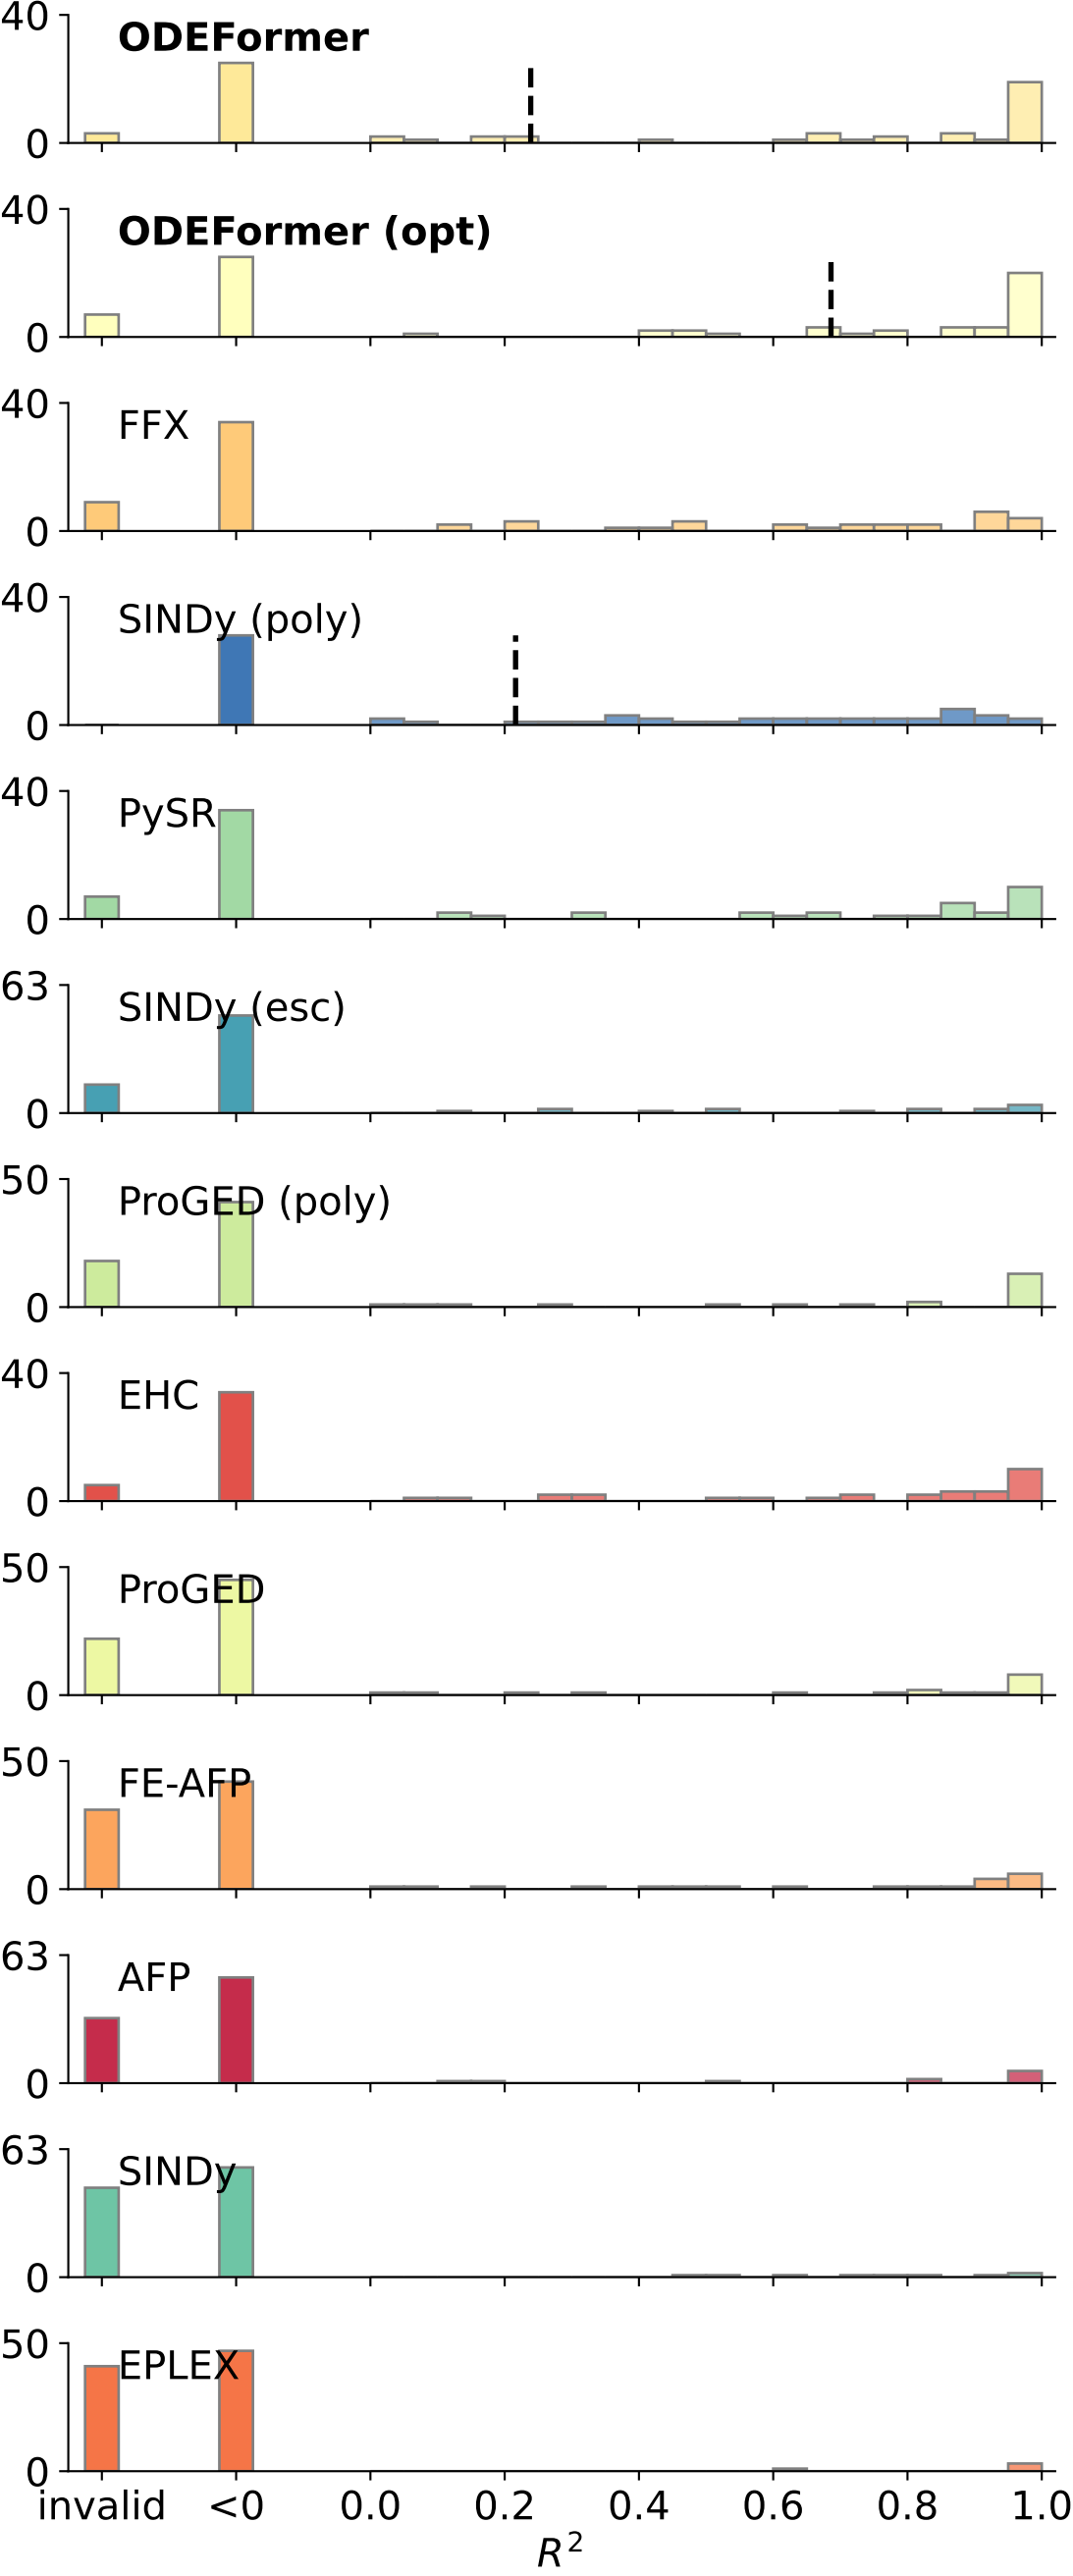 40
ODEFormer
0
40
ODEFormer (opt)
0
40
FFX
0
40
SINDy (poly)
0
40
PySR
0
63
SINDy (esc)
0
50
ProGED (poly)
0
40
EHC
0
50
ProGED
0
50
FE-AFP
0
63
AFP
0
63
SINDy
0
50
EPLEX
0
invalid <0 0.0 0.2 0.4 0.6 0.8 1.0
R²